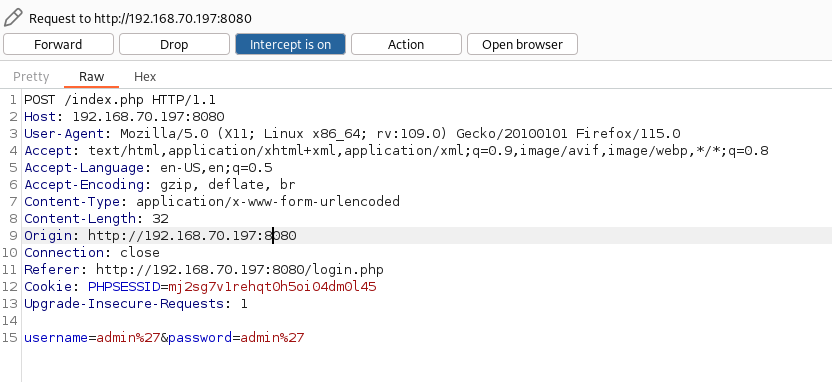 Request to http://192.168.70.197:8080
Forward Drop Intercept is on Action Open browser
Pretty Raw Hex
1 POST /index.php HTTP/1.1
2 Host: 192.168.70.197:8080
3 User-Agent: Mozilla/5.0 (X11; Linux x86_64; rv:109.0) Gecko/20100101 Firefox/115.0
4 Accept: text/html,application/xhtml+xml,application/xml;q=0.9,image/avif,image/webp,*/*;q=0.8
5 Accept-Language: en-US,en;q=0.5
6 Accept-Encoding: gzip, deflate, br
7 Content-Type: application/x-www-form-urlencoded
8 Content-Length: 32
9 Origin: http://192.168.70.197:8080
10 Connection: close
11 Referer: http://192.168.70.197:8080/login.php
12 Cookie: PHPSESSID=mj2sg7v1rehqt0h5oi04dm0l45
13 Upgrade-Insecure-Requests: 1
14
15 username=admin%27&password=admin%27